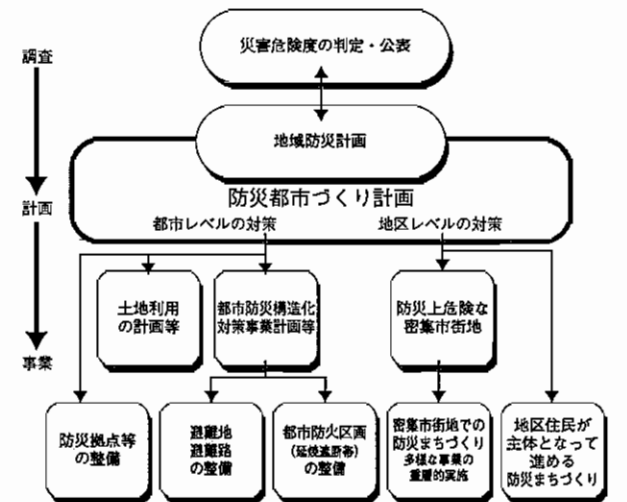 災害危険度の判定・公表
調査
地域防災計画
防災都市づくり計画
計画
都市レベルの対策
地区レベルの対策
土地利用
の計画等
都市防災構造化
対策事業計画等
防災上危険な
密集市街地
事業
防災拠点等
の整備
避難地
避難路
の整備
都市防火区画
(延焼遮断帯)
の整備
密集市街地での
防災まちづくり
多様な事業の
重層的実施
地区住民が
主体となって
進める
防災まちづくり